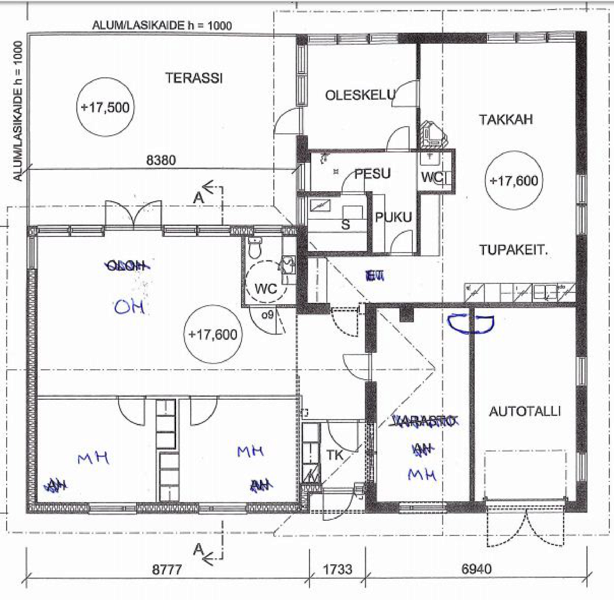 ALUM/LASIKAIDE h = 1000
ALUM/LASIKAIDE h = 1000
TERASSI
+17,500
8380
OLESKELU
TAKKAH
PESU
WC
+17,600
A
S
PUKU
TUPAKEIT.
OLOH
OH
WC
ET
o9
+17,600
AUTOTALLI
VARASTO
AH
MH
MH
MH
TK
AH
AH
A
8777
1733
6940